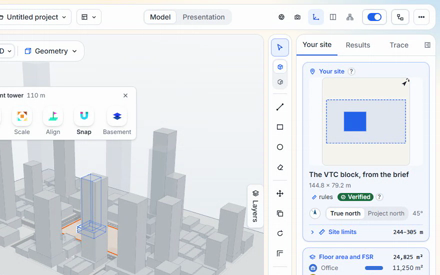 Untitled project
Model
Presentation
Geometry
nt tower 110 m
Scale
Align
Snap
Basement
Layers
Your site
Results
Trace
Your site ?
The VTC block, from the brief
144.8 × 79.2 m
rules
Verified
?
True north
Project north
45°
Site limits
244-305 m
Floor area and FSR
24,825 m²
Office
11,250 m²